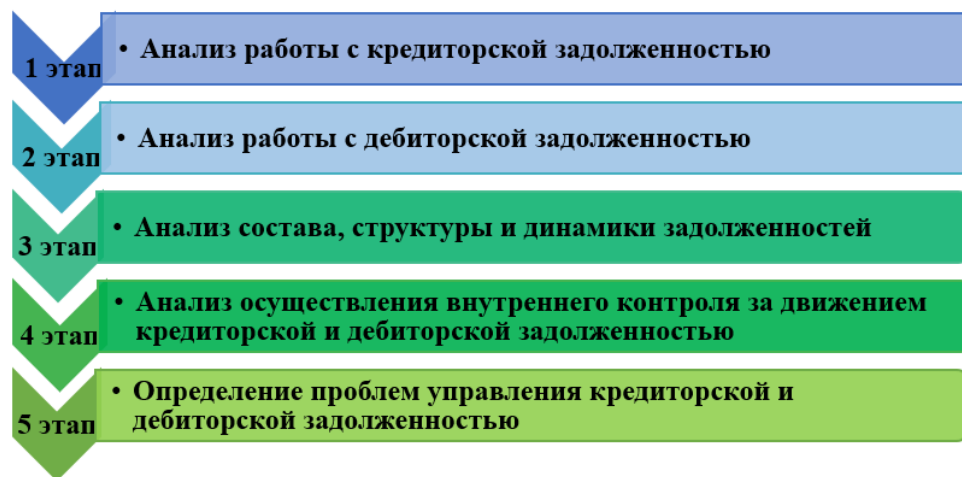 1 этап
• Анализ работы с кредиторской задолженностью
2 этап
• Анализ работы с дебиторской задолженностью
3 этап
• Анализ состава, структуры и динамики задолженностей
4 этап
• Анализ осуществления внутреннего контроля за движением
кредиторской и дебиторской задолженностью
5 этап
• Определение проблем управления кредиторской и
дебиторской задолженностью